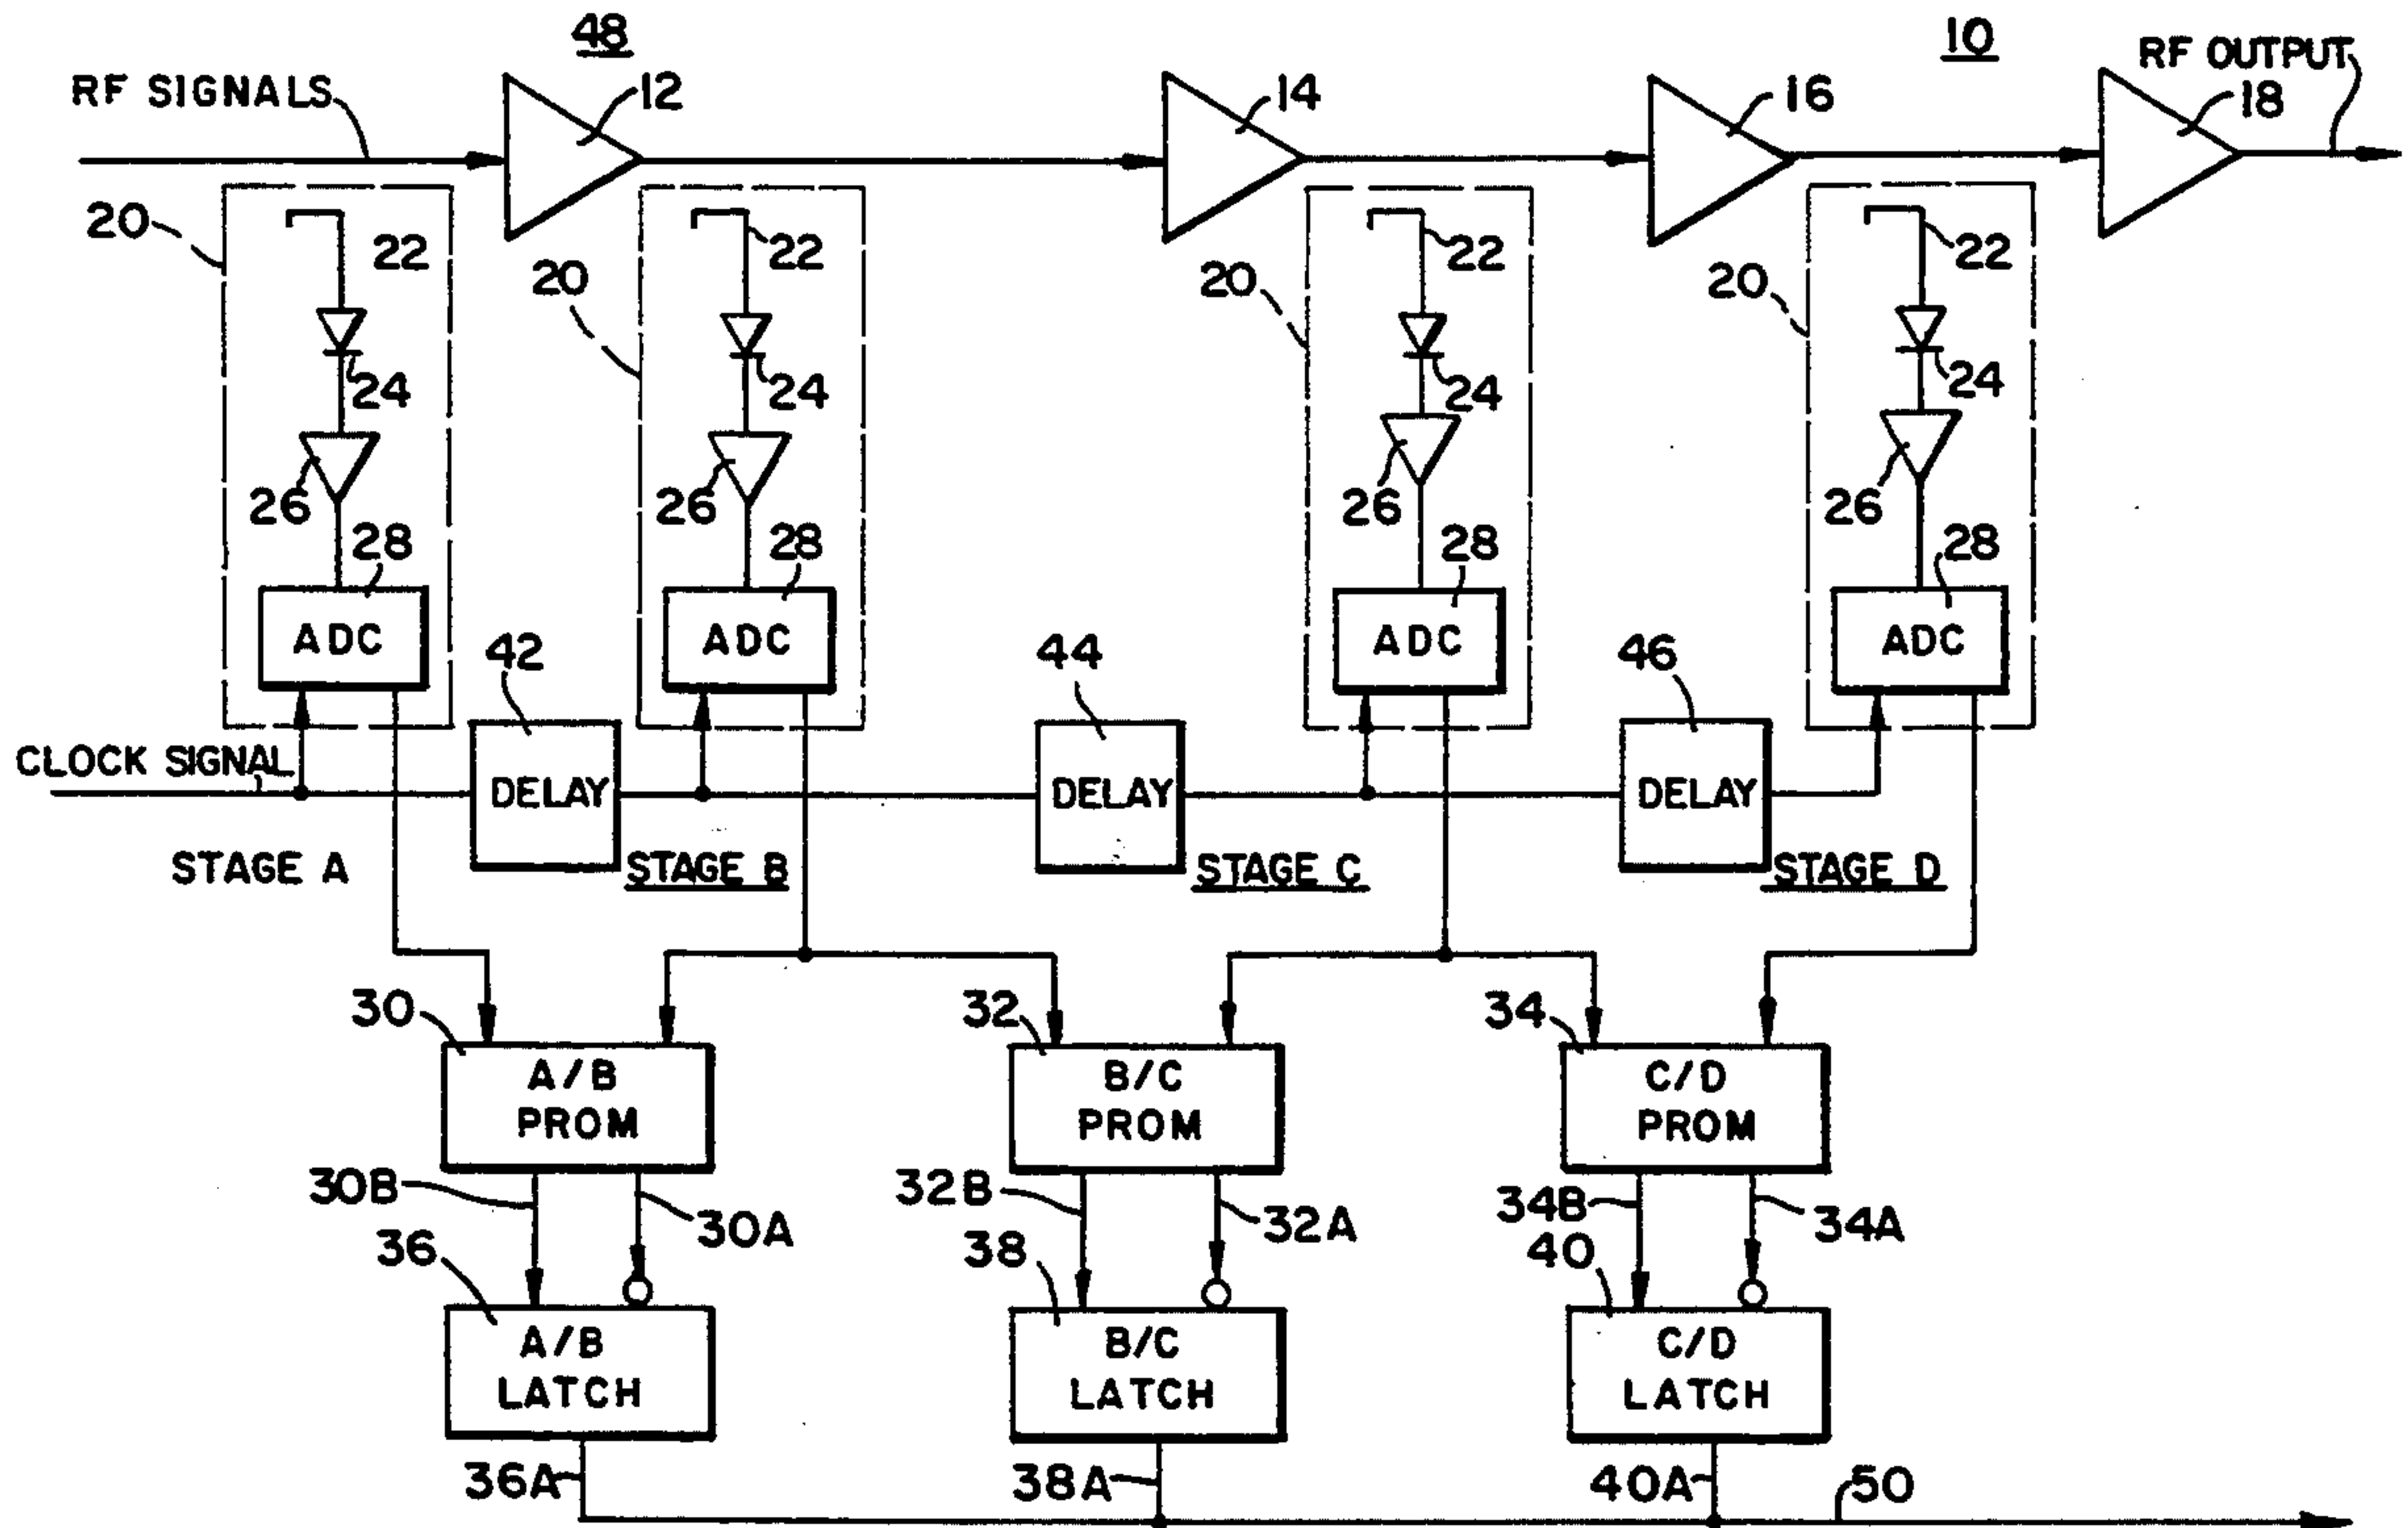 48
10
RF OUTPUT
RF SIGNALS
12
14
16
18
20
22
22
22
22
20
20
20
24
24
24
24
26
26
26
26
28
28
28
28
ADC
ADC
ADC
ADC
42
44
46
CLOCK SIGNAL
DELAY
DELAY
DELAY
STAGE A
STAGE B
STAGE C
STAGE D
30
32
34
A/B
PROM
B/C
PROM
C/D
PROM
30B
30A
32B
32A
34B
34A
36
38
40
A/B
LATCH
B/C
LATCH
C/D
LATCH
36A
38A
40A
50